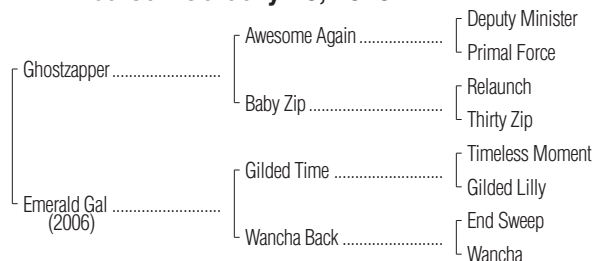 Awesome Again
Deputy Minister
Primal Force
Ghostzapper
Baby Zip
Relaunch
Thirty Zip
Gilded Time
Timeless Moment
Gilded Lilly
Emerald Gal
(2006)
Wancha Back
End Sweep
Wancha